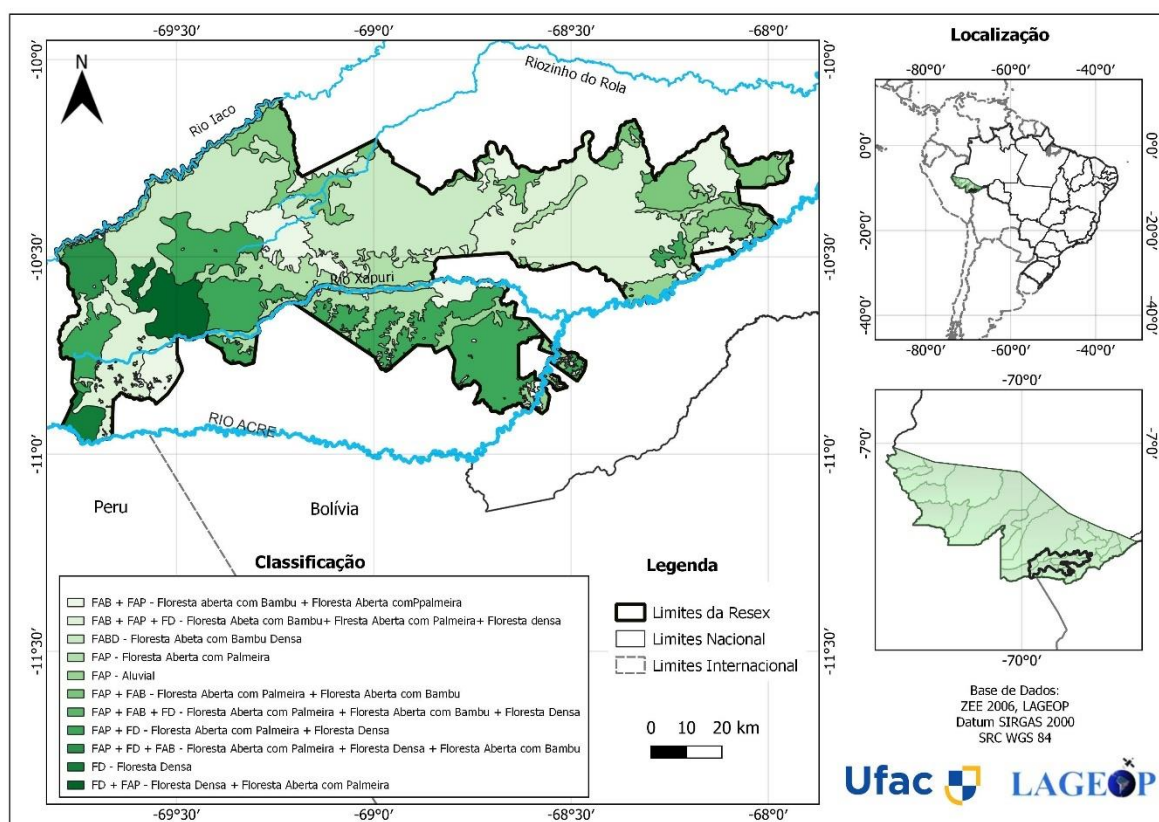 -69°30′
-69°0′
-68°30′
-68°0′
-10°0′
-10°0′
N
Rio Iaco
Riozinho do Rola
-10°30′
-10°30′
Rio Xapuri
RIO ACRE
-11°0′
-11°0′
Peru
Bolívia
-11°30′
-11°30′
-69°30′
-69°0′
-68°30′
-68°0′
Classificação
FAB + FAP - Floresta aberta com Bambu + Floresta Aberta comPpalmeira
FAB + FAP + FD - Floresta Abeta com Bambu+ Flresta Aberta com Palmeira+ Floresta densa
FABD - Floresta Abeta com Bambu Densa
FAP - Floresta Aberta com Palmeira
FAP - Aluvial
FAP + FAB - Floresta Aberta com Palmeira + Floresta Aberta com Bambu
FAP + FAB + FD - Floresta Aberta com Palmeira + Floresta Aberta com Bambu + Floresta Densa
FAP + FD - Floresta Aberta com Palmeira + Floresta Densa
FAP + FD + FAB - Floresta Aberta com Palmeira + Floresta Densa + Floresta Aberta com Bambu
FD - Floresta Densa
FD + FAP - Floresta Densa + Floresta Aberta com Palmeira
Legenda
Limites da Resex
Limites Nacional
Limites Internacional
0 10 20 km
Localização
-80°0′ -60°0′ -40°0′
0°0′
0°0′
-20°0′
-20°0′
-40°0′
-40°0′
-80°0′ -60°0′ -40°0′
-70°0′
-7°0′
-7°0′
-70°0′
Base de Dados:
ZEE 2006, LAGEOP
Datum SIRGAS 2000
SRC WGS 84
Ufac
LAGEOP